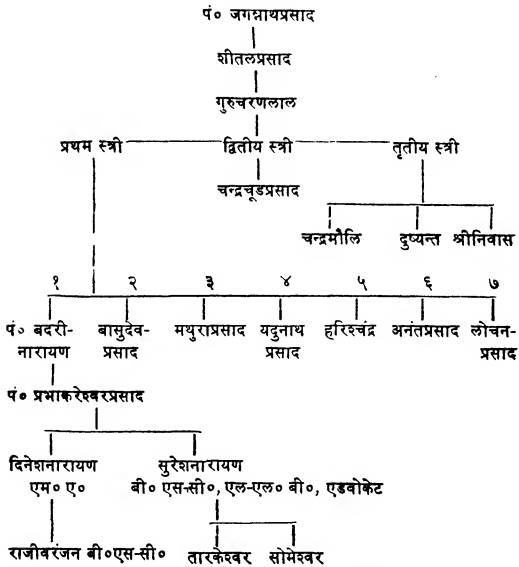 पं० जगन्नाथप्रसाद
शीतलप्रसाद
गुरुचरणलाल
प्रथम स्त्री द्वितीय स्त्री तृतीय स्त्री
चन्द्रचूडप्रसाद
चन्द्रमौलि दुष्यन्त श्रीनिवास
१ २ ३ ४ ५ ६ ७
पं० बदरी- बासुदेव- मथुराप्रसाद यदुनाथ हरिश्चंद्र अनंतप्रसाद लोचन-
नारायण प्रसाद प्रसाद प्रसाद
पं० प्रभाकरेश्वरप्रसाद
दिनेशनारायण सुरेशनारायण
एम० ए० बी० एस-सी०, एल-एल० बी०, एडवोकेट
राजीवरंजन बी०एस-सी० तारकेश्वर सोमेश्वर